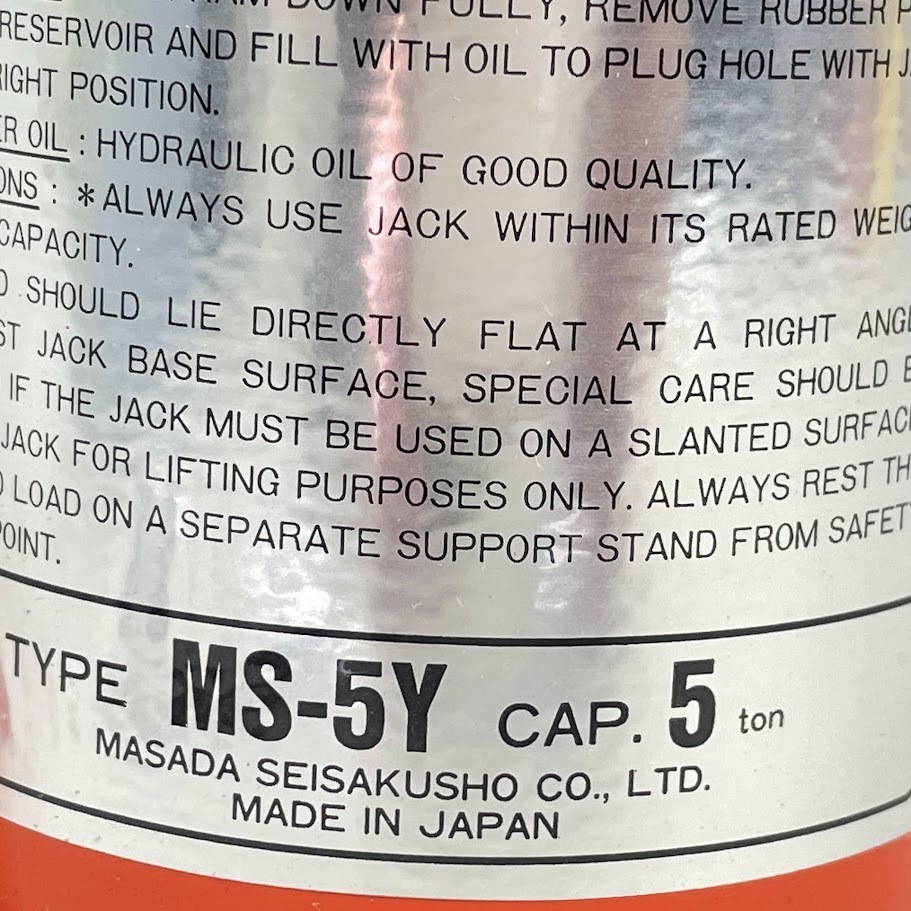 DOWN FULLY, REMOVE RUBBER
RESERVOIR AND FILL WITH OIL TO PLUG HOLE WITH
RIGHT POSITION.
ER OIL : HYDRAULIC OIL OF GOOD QUALITY.
ONS : *ALWAYS USE JACK WITHIN ITS RATED WEIG
CAPACITY.
D SHOULD LIE DIRECTLY FLAT AT A RIGHT ANGL
ST JACK BASE SURFACE, SPECIAL CARE SHOULD B
IF THE JACK MUST BE USED ON A SLANTED SURFAC
JACK FOR LIFTING PURPOSES ONLY. ALWAYS REST TH
D LOAD ON A SEPARATE SUPPORT STAND FROM SAFETY
POINT.
TYPE MS-5Y CAP. 5 ton
MASADA SEISAKUSHO CO., LTD.
MADE IN JAPAN